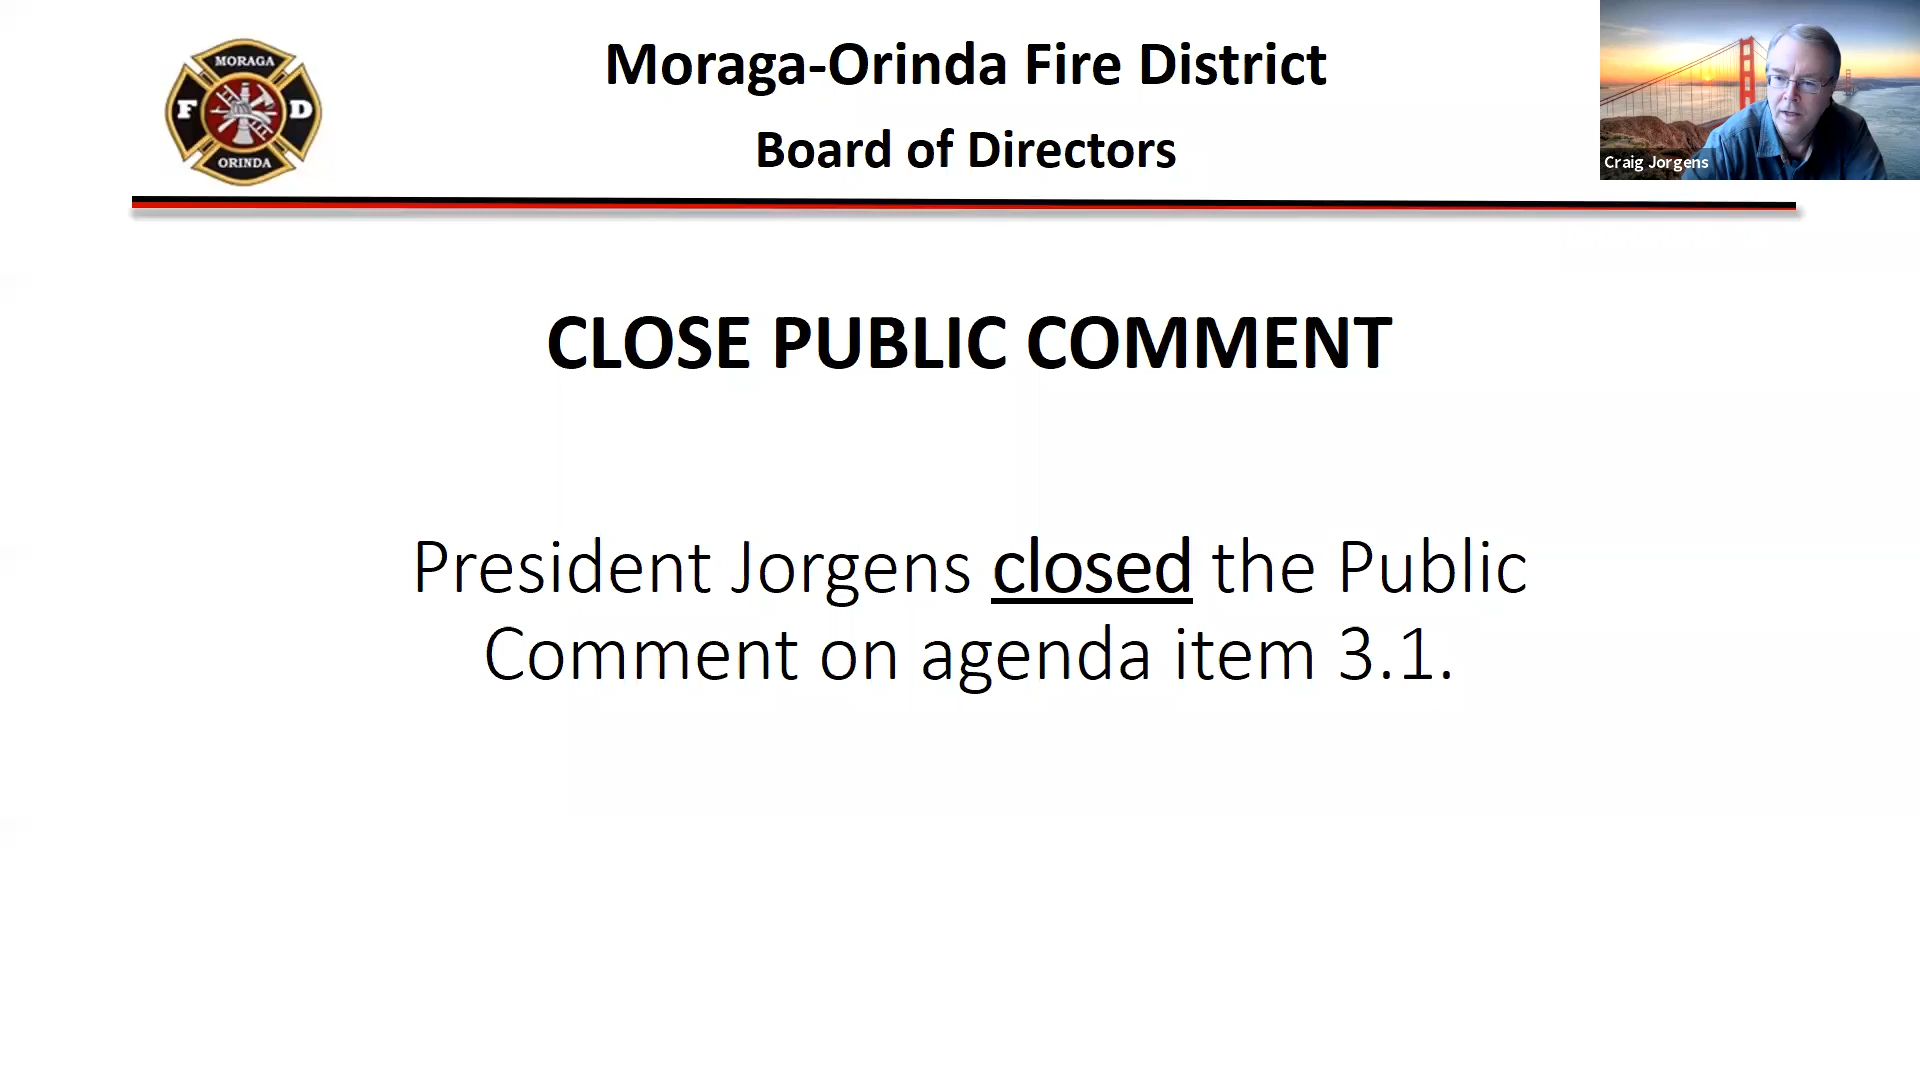 MORAGA
F D
ORINDA
Moraga-Orinda Fire District
Board of Directors
Craig Jorgens
CLOSE PUBLIC COMMENT
President Jorgens closed the Public
Comment on agenda item 3.1.